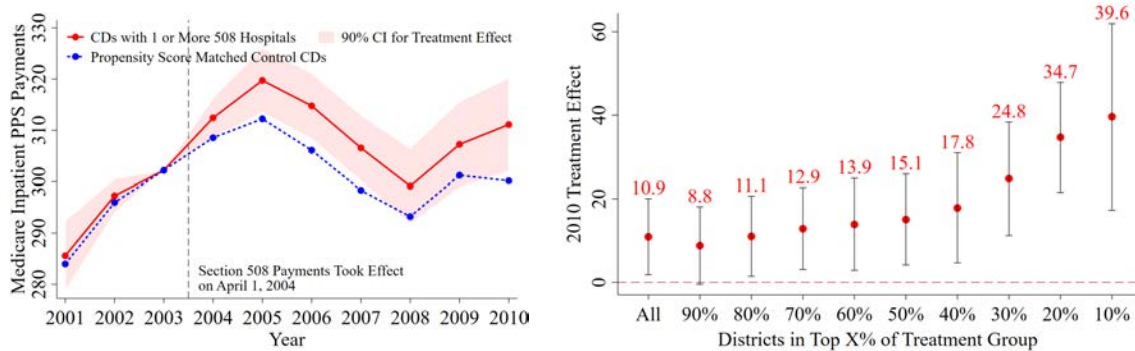 Medicare Inpatient PPS Payments
280 290 300 310 320 330
CDs with 1 or More 508 Hospitals
90% CI for Treatment Effect
Propensity Score Matched Control CDs
Section 508 Payments Took Effect
on April 1, 2004
2001 2002 2003 2004 2005 2006 2007 2008 2009 2010
Year
2010 Treatment Effect
0 20 40 60
10.9 8.8 11.1 12.9 13.9 15.1 17.8 24.8 34.7 39.6
All 90% 80% 70% 60% 50% 40% 30% 20% 10%
Districts in Top X% of Treatment Group